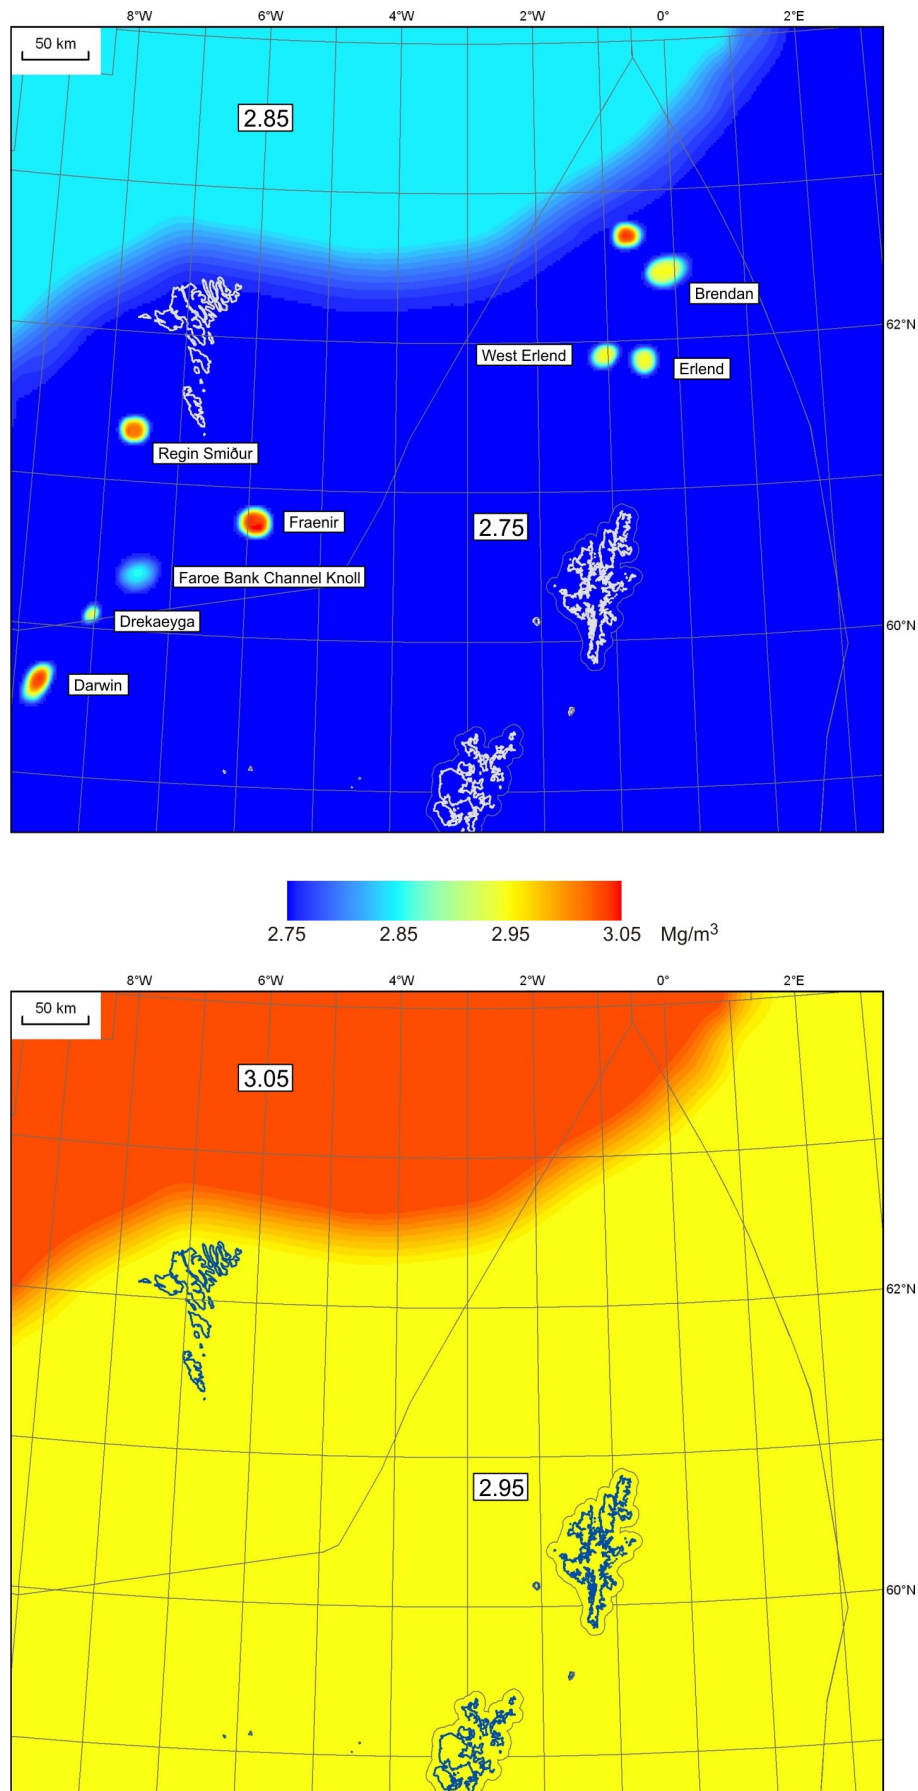 8°W 6°W 4°W 2°W 0° 2°E
50 km
2.85
Brendan
62°N
West Erlend
Erlend
Regin Smiður
Fraenir
2.75
Faroe Bank Channel Knoll
Drekaeyga
60°N
Darwin
2.75 2.85 2.95 3.05 Mg/m³
8°W 6°W 4°W 2°W 0° 2°E
50 km
3.05
62°N
2.95
60°N